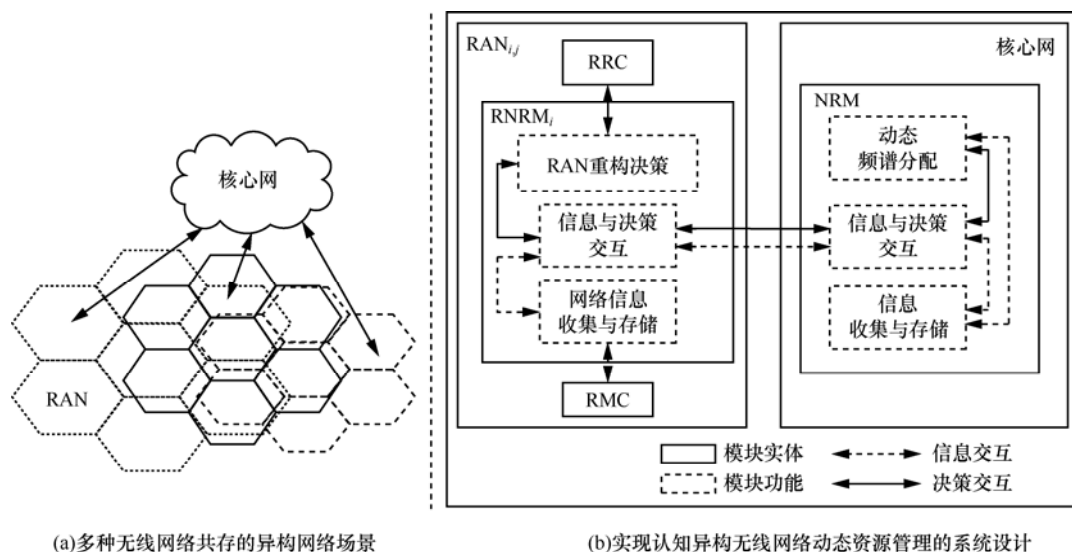 核心网
RAN
(a)多种无线网络共存的异构网络场景
RAN_{i,j}
RRC
RNRM_i
RAN重构决策
信息与决策
交互
网络信息
收集与存储
RMC
核心网
NRM
动态
频谱分配
信息与决策
交互
信息
收集与存储
模块实体
信息交互
模块功能
决策交互
(b)实现认知异构无线网络动态资源管理的系统设计